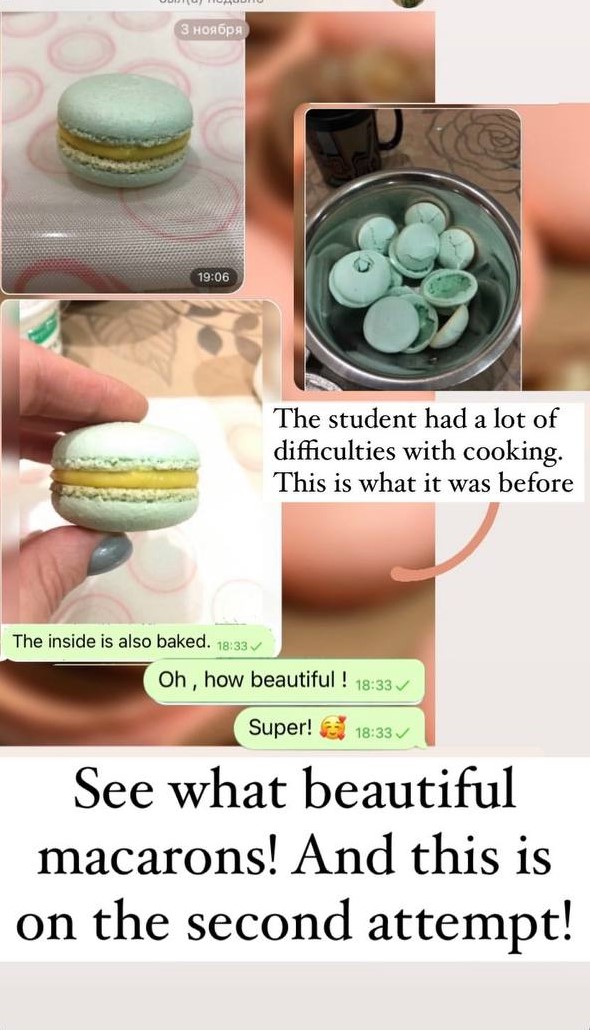 был(а) недавно
3 ноября
19:06
The student had a lot of
difficulties with cooking.
This is what it was before
The inside is also baked. 18:33
Oh , how beautiful ! 18:33
Super! 🥰 18:33
See what beautiful
macarons! And this is
on the second attempt!